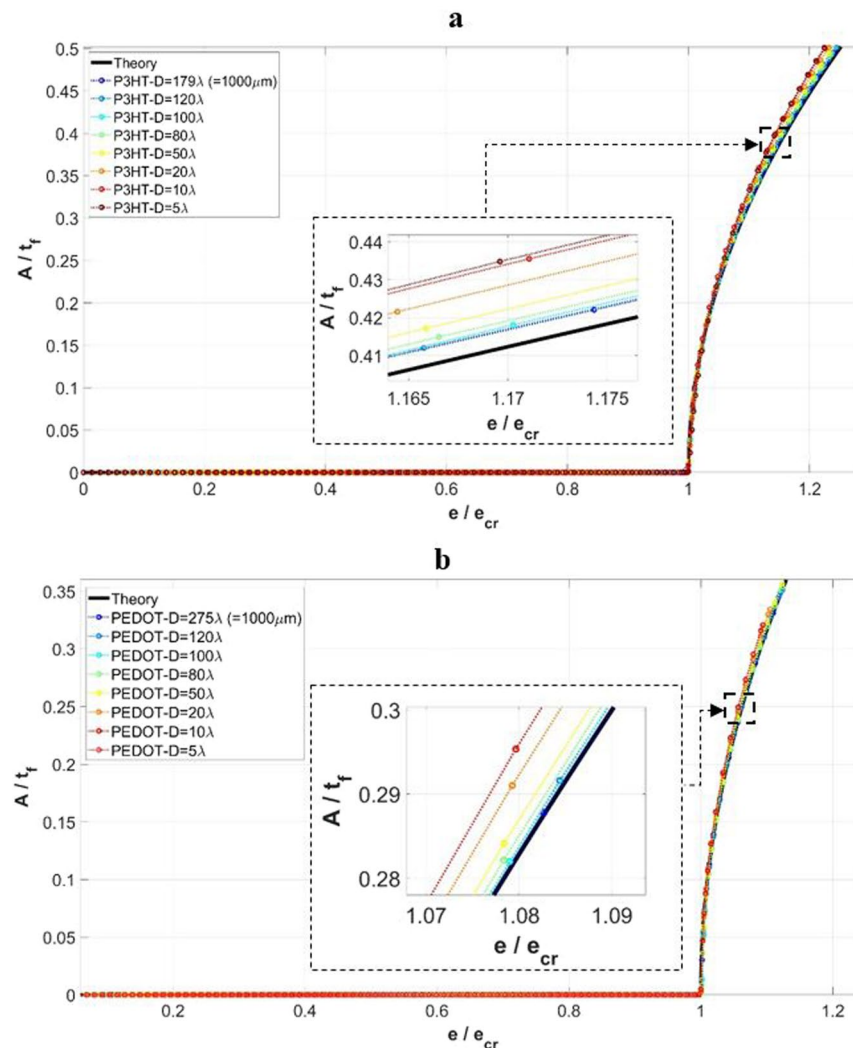 a
0.5
0.45
0.4
0.35
0.3
0.25
0.2
0.15
0.1
0.05
0
A / t_f
Theory
P3HT-D=179λ (=1000μm)
P3HT-D=120λ
P3HT-D=100λ
P3HT-D=80λ
P3HT-D=50λ
P3HT-D=20λ
P3HT-D=10λ
P3HT-D=5λ
0.44
0.43
0.42
0.41
A / t_f
1.165 1.17 1.175
e / e_cr
0 0.2 0.4 0.6 0.8 1 1.2
e / e_cr
b
0.35
0.3
0.25
0.2
0.15
0.1
0.05
0
A / t_f
Theory
PEDOT-D=275λ (=1000μm)
PEDOT-D=120λ
PEDOT-D=100λ
PEDOT-D=80λ
PEDOT-D=50λ
PEDOT-D=20λ
PEDOT-D=10λ
PEDOT-D=5λ
0.3
0.29
0.28
A / t_f
1.07 1.08 1.09
e / e_cr
0.2 0.4 0.6 0.8 1 1.2
e / e_cr